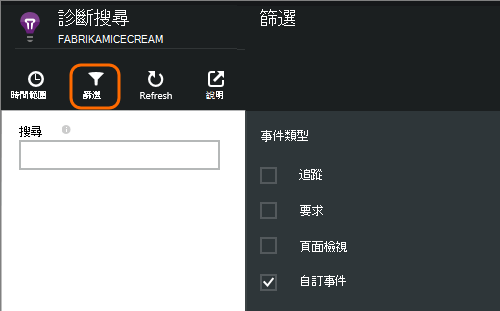 診斷搜尋
FABRIKAMICECREAM
時間範圍
篩選
Refresh
說明
搜尋
篩選
事件類型
追蹤
要求
頁面檢視
自訂事件